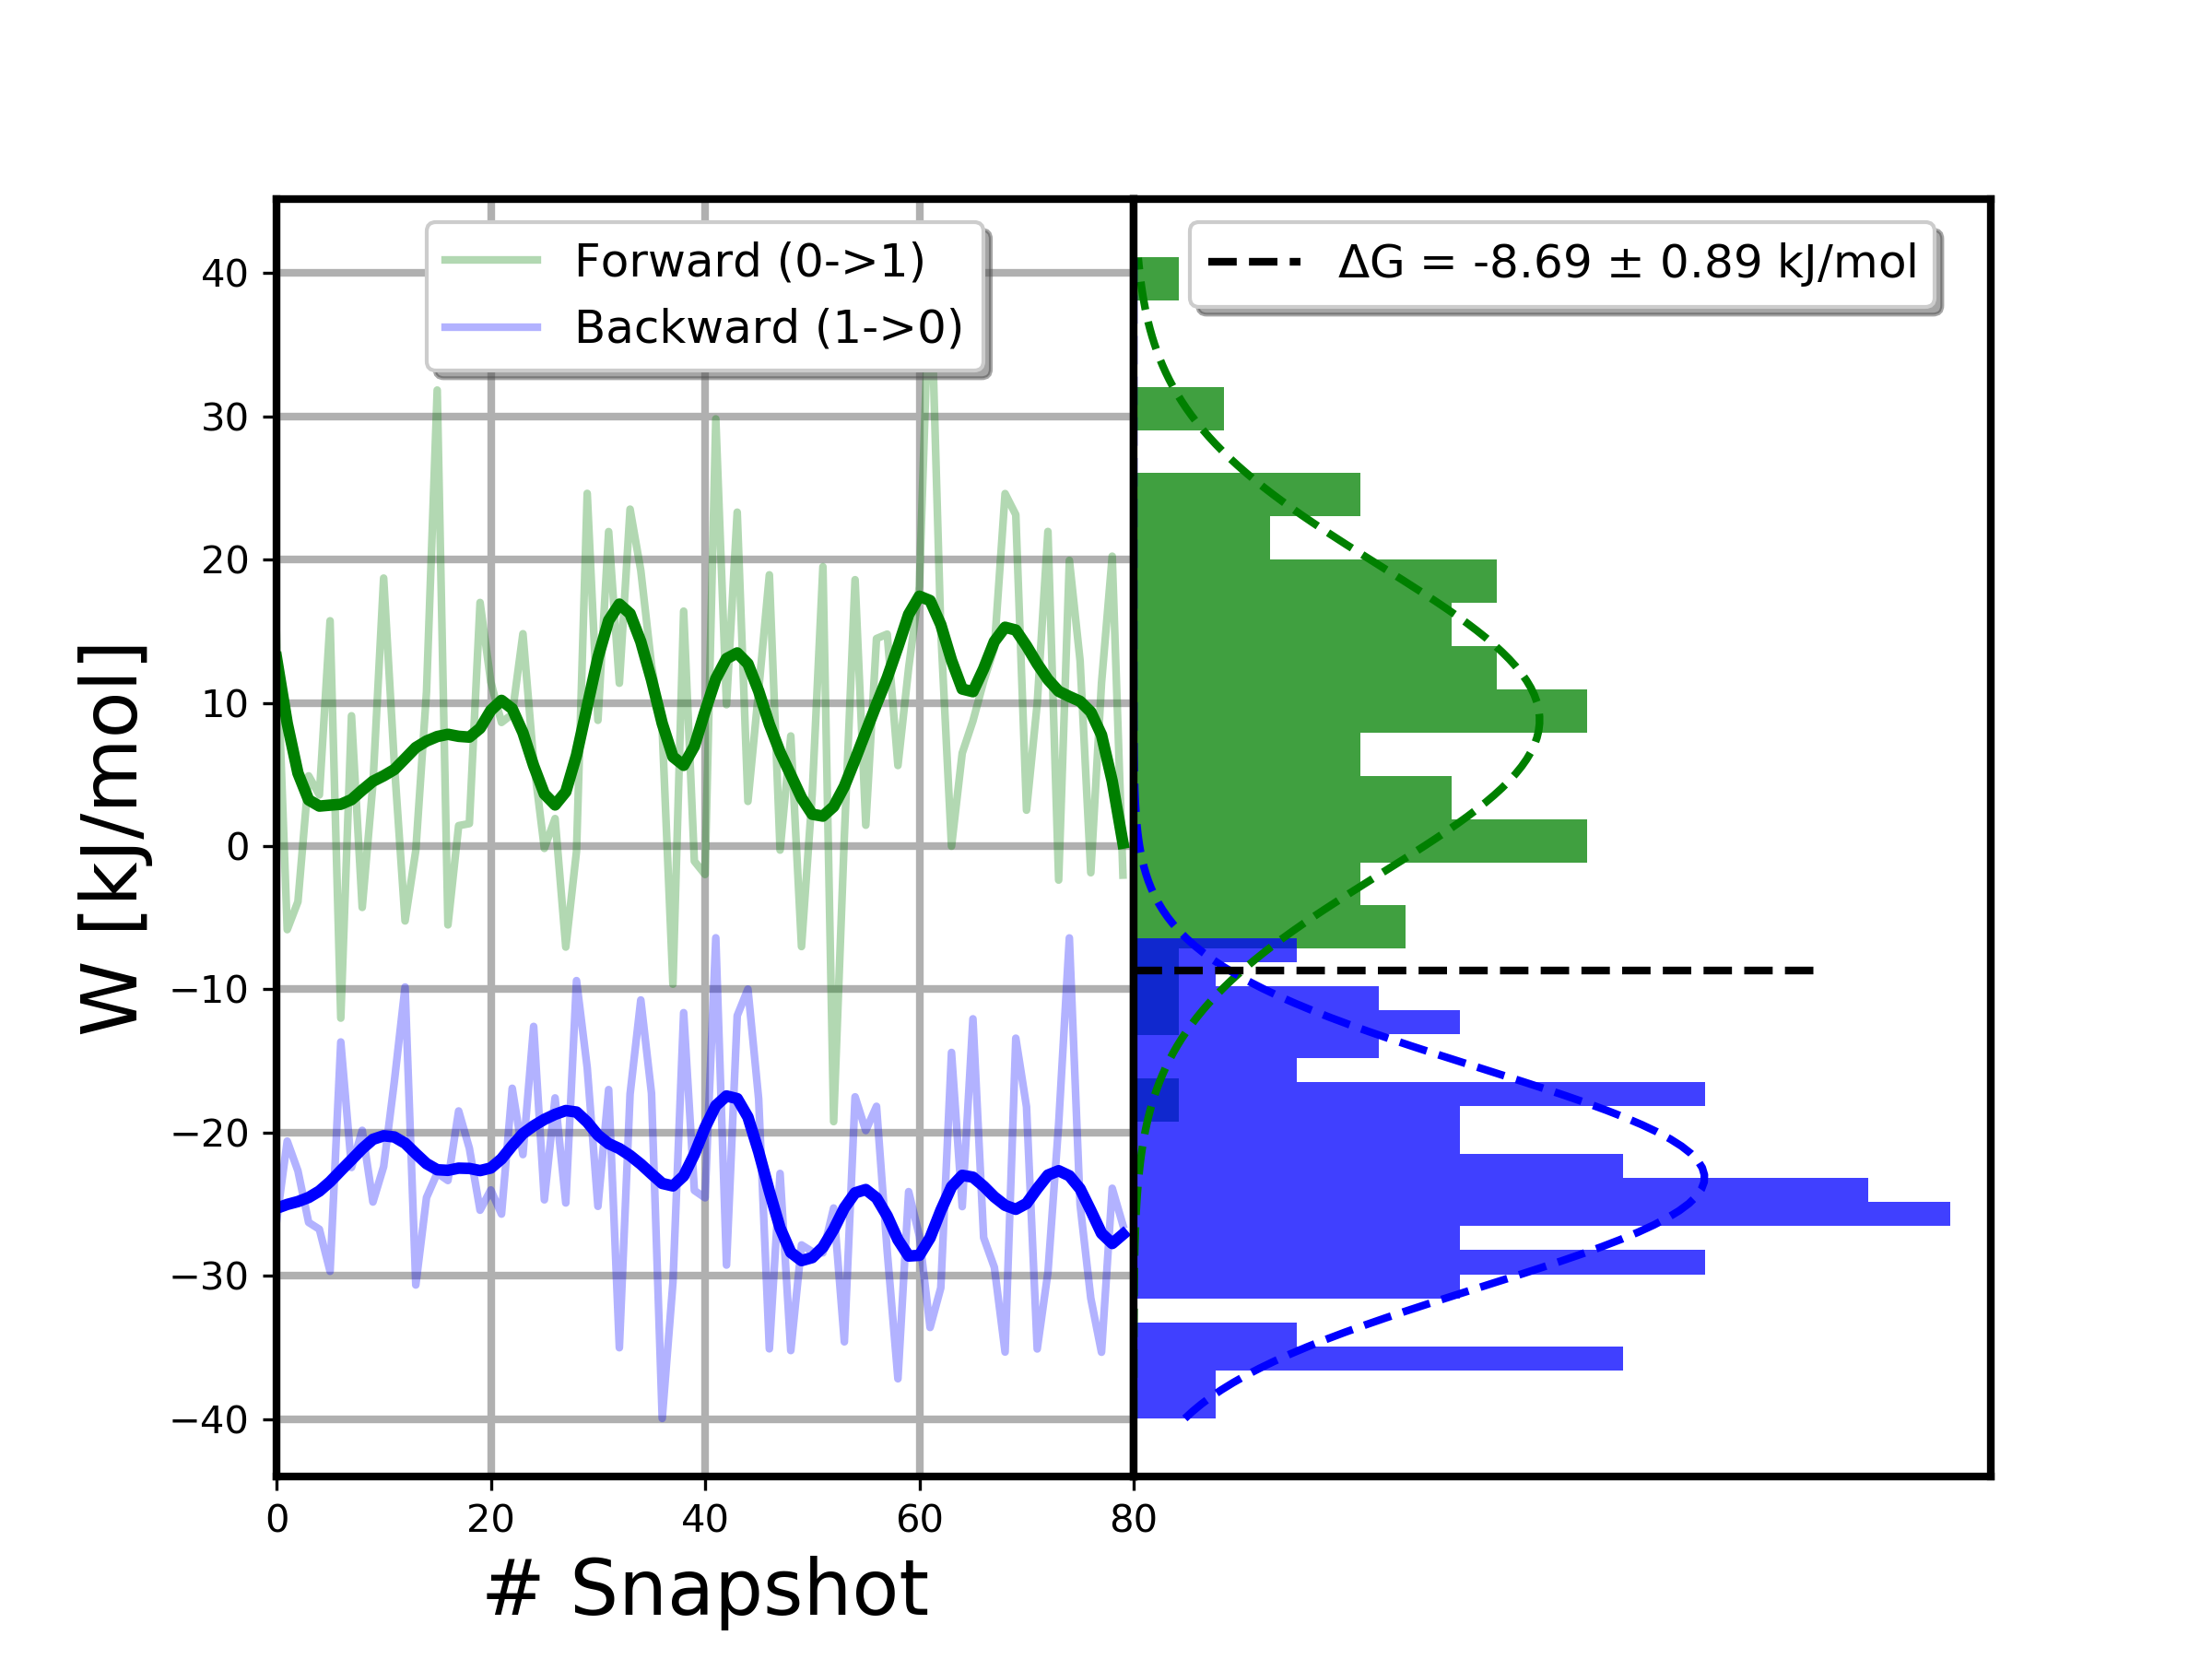 Forward (0->1)
Backward (1->0)
ΔG = -8.69 ± 0.89 kJ/mol
W [kJ/mol]
40
30
20
10
0
−10
−20
−30
−40
0 20 40 60 80
# Snapshot